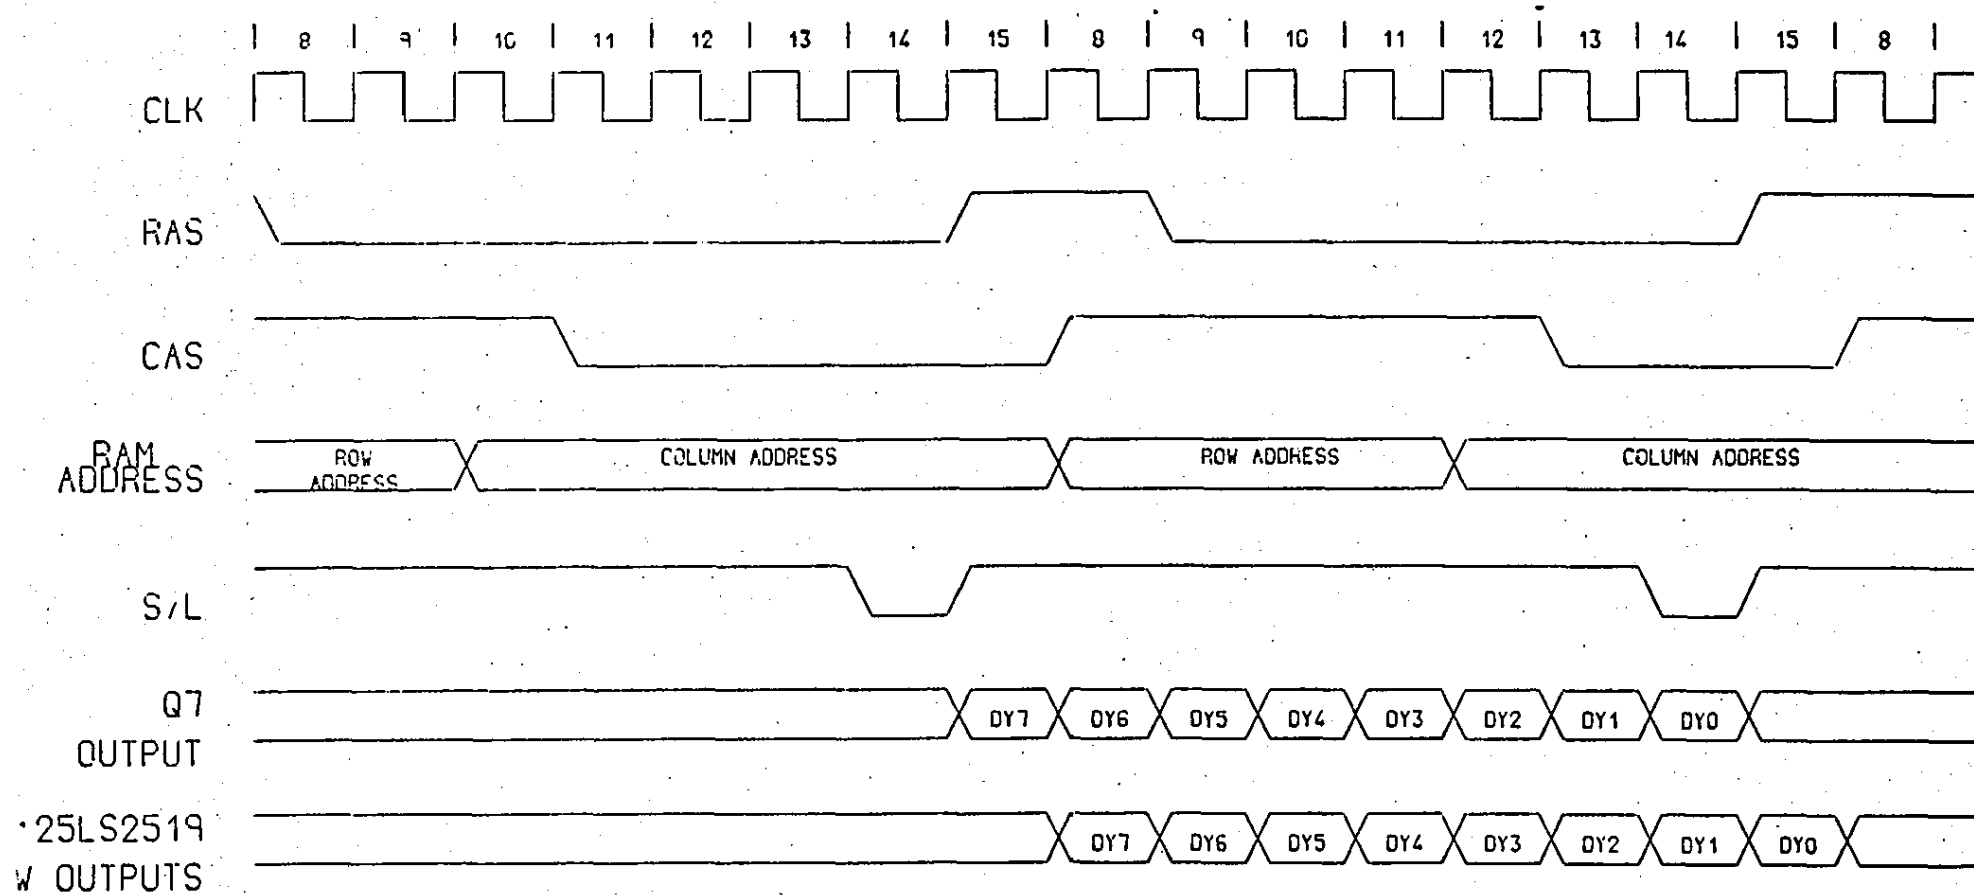 8 9 10 11 12 13 14 15 8 9 10 11 12 13 14 15 8
CLK
RAS
CAS
RAM
ADDRESS
ROW
ADDRESS
COLUMN ADDRESS
ROW ADDRESS
COLUMN ADDRESS
S/L
Q7
OUTPUT
DY7 DY6 DY5 DY4 DY3 DY2 DY1 DY0
25LS2519
W OUTPUTS
DY7 DY6 DY5 DY4 DY3 DY2 DY1 DY0